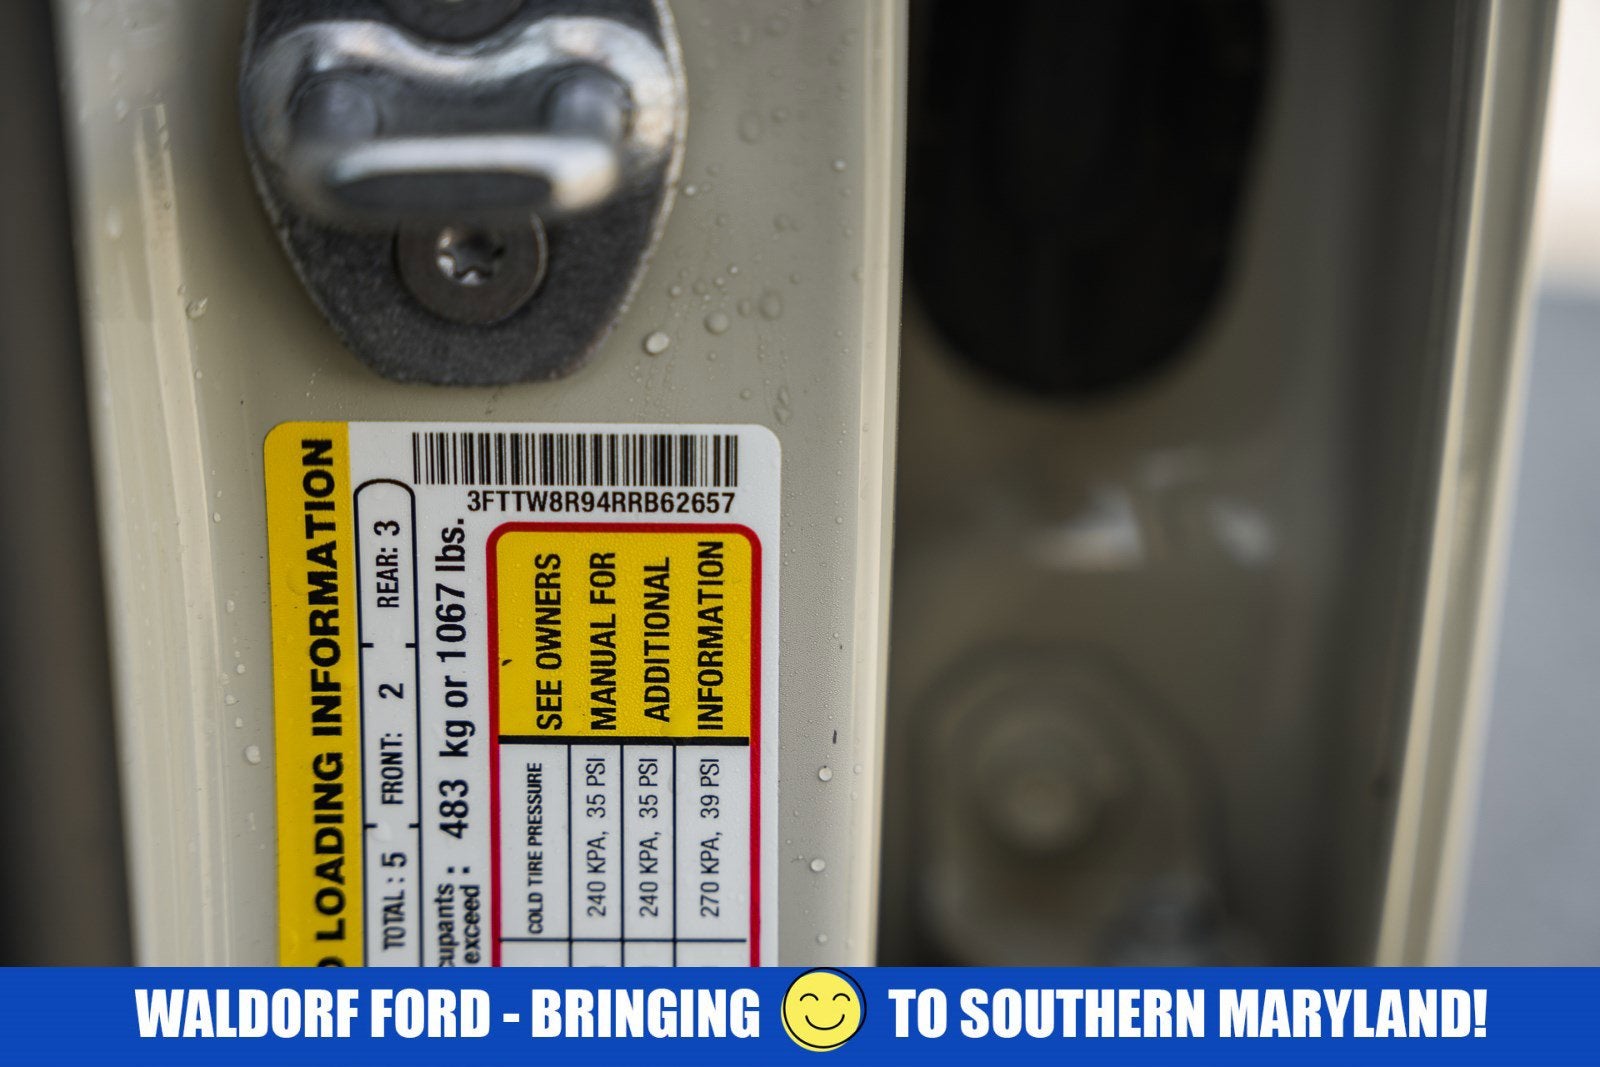 LOADING INFORMATION
TOTAL : 5 FRONT: 2 REAR: 3
3FTTW8R94RRB62657
483 kg or 1067 lbs.
exceed :
COLD TIRE PRESSURE
240 KPA, 35 PSI
240 KPA, 35 PSI
270 KPA, 39 PSI
SEE OWNERS
MANUAL FOR
ADDITIONAL
INFORMATION
WALDORF FORD - BRINGING TO SOUTHERN MARYLAND!